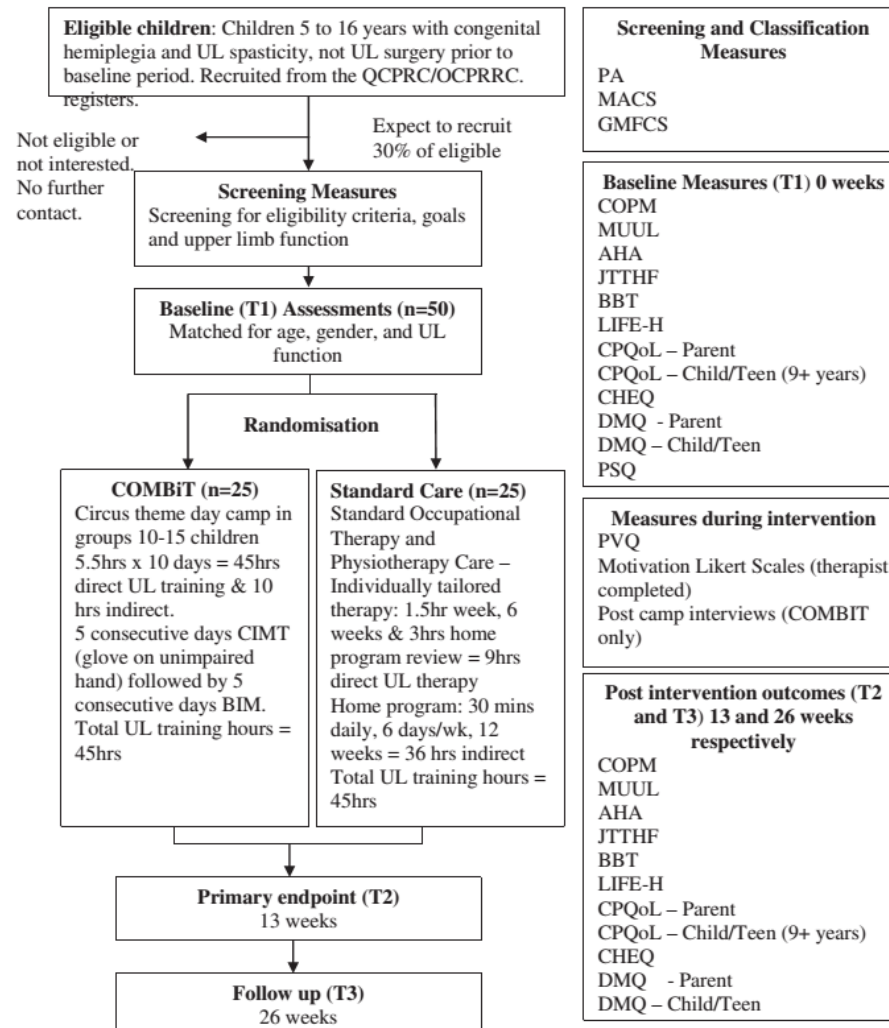 Eligible children: Children 5 to 16 years with congenital
hemiplegia and UL spasticity, not UL surgery prior to
baseline period. Recruited from the QCPRC/OCPRRC.
registers.
Not eligible or
not interested.
No further
contact.
Expect to recruit
30% of eligible
Screening Measures
Screening for eligibility criteria, goals
and upper limb function
Baseline (T1) Assessments (n=50)
Matched for age, gender, and UL
function
Randomisation
COMBiT (n=25)
Circus theme day camp in
groups 10-15 children
5.5hrs x 10 days = 45hrs
direct UL training & 10
hrs indirect.
5 consecutive days CIMT
(glove on unimpaired
hand) followed by 5
consecutive days BIM.
Total UL training hours =
45hrs
Standard Care (n=25)
Standard Occupational
Therapy and
Physiotherapy Care –
Individually tailored
therapy: 1.5hr week, 6
weeks & 3hrs home
program review = 9hrs
direct UL therapy
Home program: 30 mins
daily, 6 days/wk, 12
weeks = 36 hrs indirect
Total UL training hours =
45hrs
Primary endpoint (T2)
13 weeks
Follow up (T3)
26 weeks
Screening and Classification
Measures
PA
MACS
GMFCS
Baseline Measures (T1) 0 weeks
COPM
MUUL
AHA
JTTHF
BBT
LIFE-H
CPQoL – Parent
CPQoL – Child/Teen (9+ years)
CHEQ
DMQ - Parent
DMQ – Child/Teen
PSQ
Measures during intervention
PVQ
Motivation Likert Scales (therapist
completed)
Post camp interviews (COMBIT
only)
Post intervention outcomes (T2
and T3) 13 and 26 weeks
respectively
COPM
MUUL
AHA
JTTHF
BBT
LIFE-H
CPQoL – Parent
CPQoL – Child/Teen (9+ years)
CHEQ
DMQ - Parent
DMQ – Child/Teen